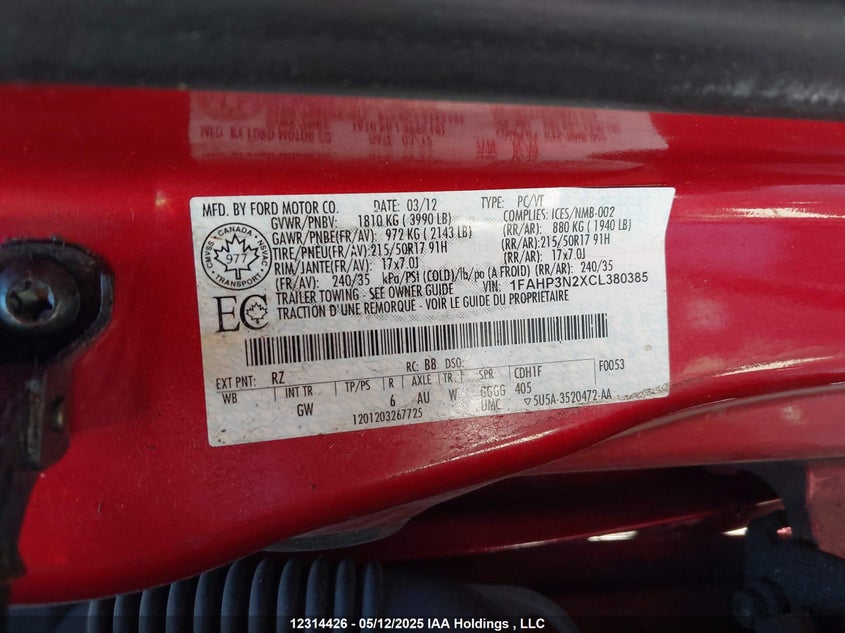 MFD. BY FORD MOTOR CO. DATE: 03/12 TYPE: PC/VT
GVWR/PNBV: 1810 KG ( 3990 LB) COMPLIES: ICES/NMB-002
GAWR/PNBE(FR/AV): 972 KG ( 2143 LB) (RR/AR): 880 KG ( 1940 LB)
TIRE/PNEU(FR/AV):215/50R17 91H (RR/AR):215/50R17 91H
RIM/JANTE(FR/AV): 17x7.0J (RR/AR): 17x7.0J
(FR/AV): 240/35 kPa/PSI (COLD)/lb/po (A FROID) (RR/AR): 240/35
TRAILER TOWING - SEE OWNER GUIDE VIN: 1FAHP3N2XCL380385
TRACTION D'UNE REMORQUE - VOIR LE GUIDE DU PROPRIETAIRE
CMVSS - CANADA - NSVAC
977
TRANSPORT
EC
EXT PNT: RZ RC: BB DSO: F0053
WB INT TR TP/PS R AXLE TR SPR CDH1F
GW 6 AU W GGGG 405
1201203267725 UMC ▽5U5A-3520472-AA
12314426 - 05/12/2025 IAA Holdings , LLC